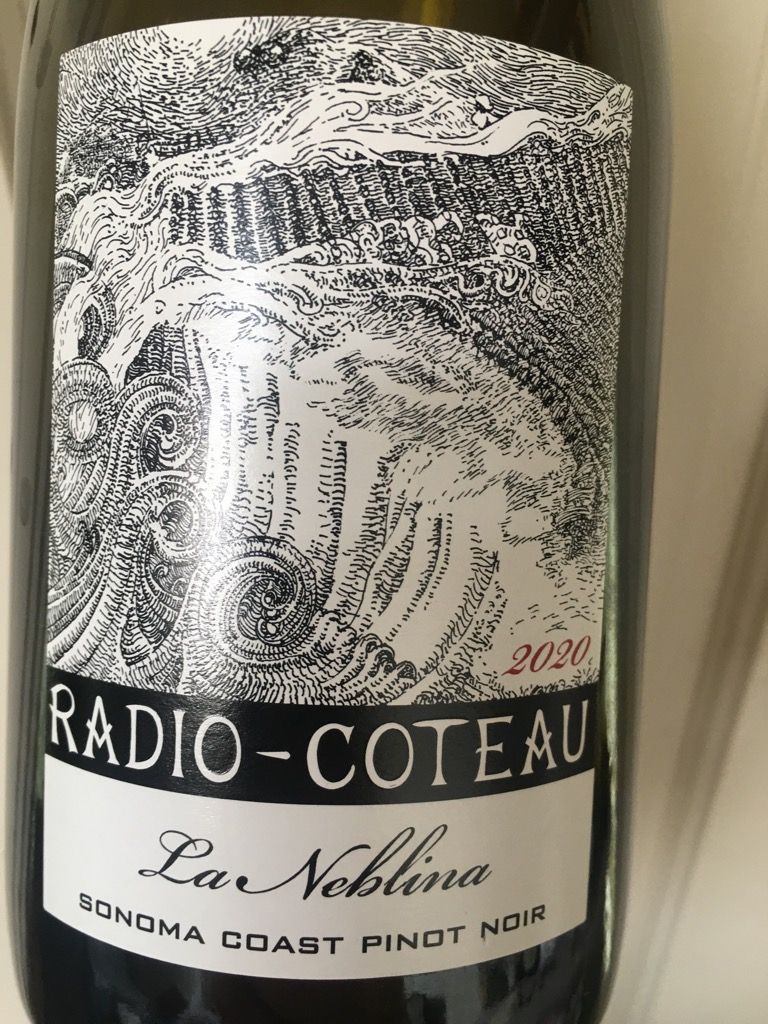 2020
RADIO-COTEAU
La Neblina
SONOMA COAST PINOT NOIR